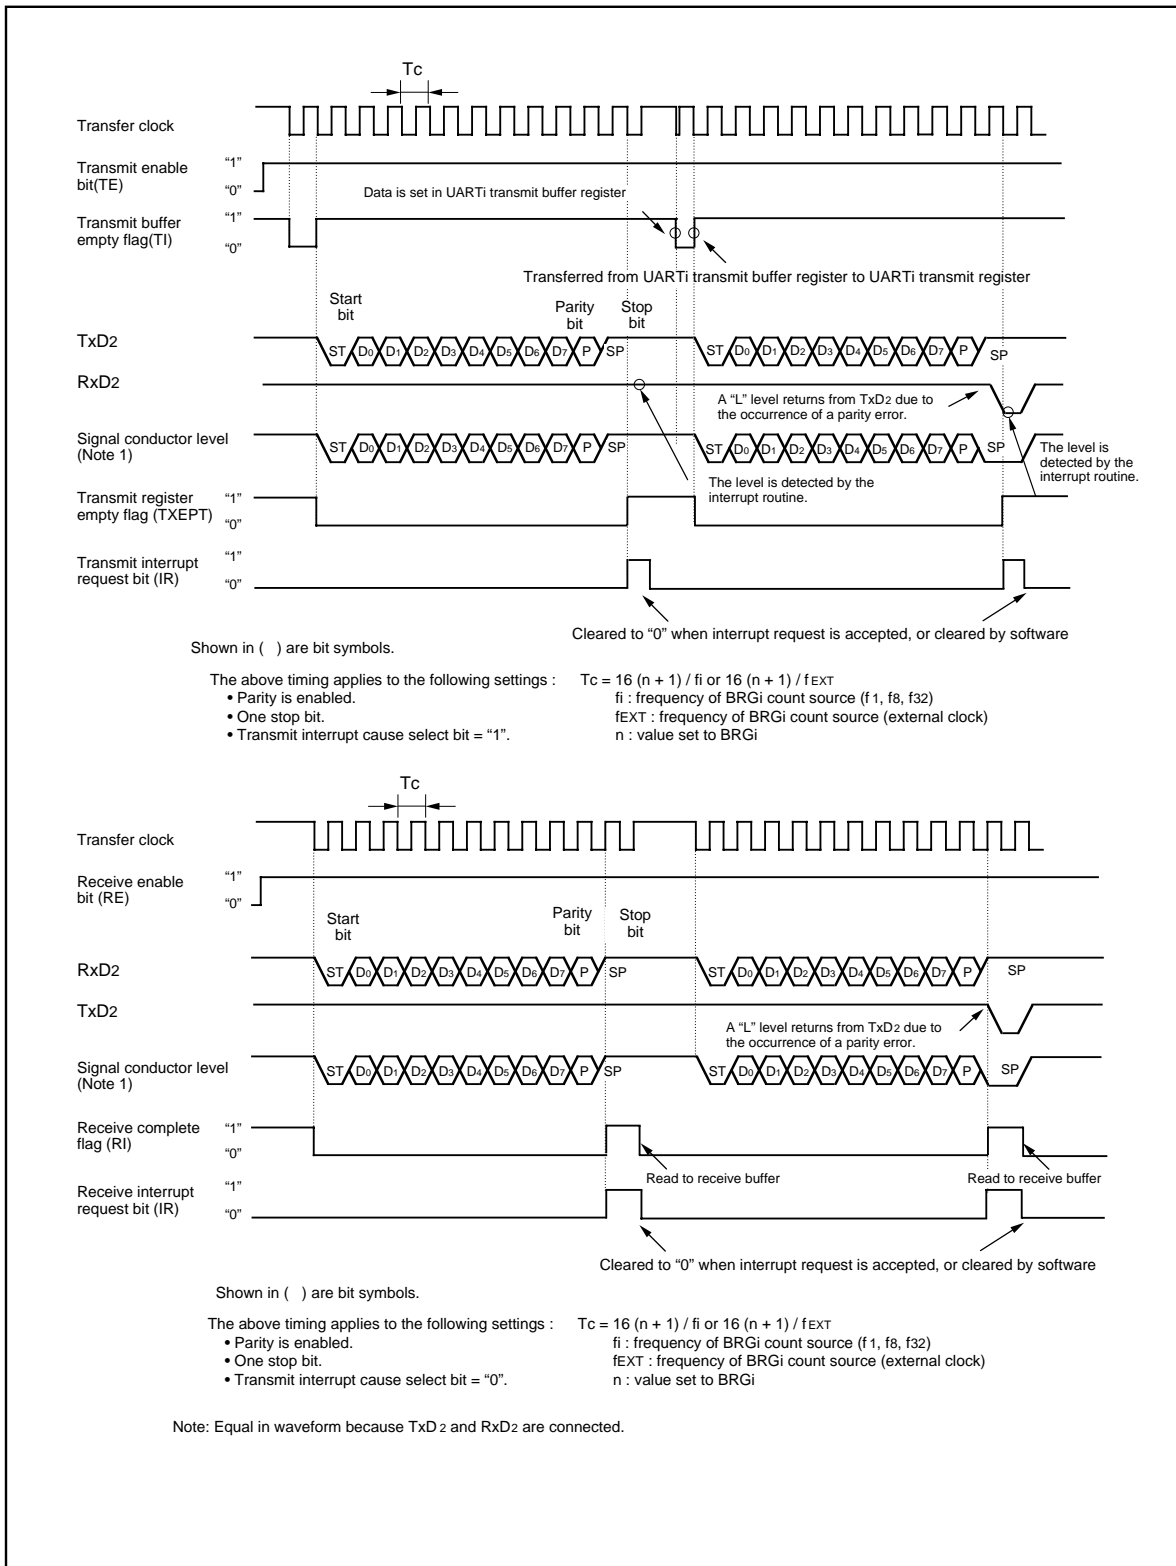 Tc
Transfer clock
Transmit enable
bit(TE)
“1”
“0”
Data is set in UARTi transmit buffer register
Transmit buffer
empty flag(TI)
“1”
“0”
Transferred from UARTi transmit buffer register to UARTi transmit register
Start
bit
Parity
bit
Stop
bit
TxD2
ST D0 D1 D2 D3 D4 D5 D6 D7 P SP
ST D0 D1 D2 D3 D4 D5 D6 D7 P SP
RxD2
A “L” level returns from TxD2 due to
the occurrence of a parity error.
Signal conductor level
(Note 1)
ST D0 D1 D2 D3 D4 D5 D6 D7 P SP
ST D0 D1 D2 D3 D4 D5 D6 D7 P SP
The level is
detected by the
interrupt routine.
The level is detected by the
interrupt routine.
Transmit register
empty flag (TXEPT)
“1”
“0”
Transmit interrupt
request bit (IR)
“1”
“0”
Cleared to “0” when interrupt request is accepted, or cleared by software
Shown in ( ) are bit symbols.
The above timing applies to the following settings :
• Parity is enabled.
• One stop bit.
• Transmit interrupt cause select bit = “1”.
Tc = 16 (n + 1) / fi or 16 (n + 1) / fEXT
fi : frequency of BRGi count source (f1, f8, f32)
fEXT : frequency of BRGi count source (external clock)
n : value set to BRGi
Tc
Transfer clock
Receive enable
bit (RE)
“1”
“0”
Start
bit
Parity
bit
Stop
bit
RxD2
ST D0 D1 D2 D3 D4 D5 D6 D7 P SP
ST D0 D1 D2 D3 D4 D5 D6 D7 P SP
TxD2
A “L” level returns from TxD2 due to
the occurrence of a parity error.
Signal conductor level
(Note 1)
ST D0 D1 D2 D3 D4 D5 D6 D7 P SP
ST D0 D1 D2 D3 D4 D5 D6 D7 P SP
Receive complete
flag (RI)
“1”
“0”
Read to receive buffer
Read to receive buffer
Receive interrupt
request bit (IR)
“1”
“0”
Cleared to “0” when interrupt request is accepted, or cleared by software
Shown in ( ) are bit symbols.
The above timing applies to the following settings :
• Parity is enabled.
• One stop bit.
• Transmit interrupt cause select bit = “0”.
Tc = 16 (n + 1) / fi or 16 (n + 1) / fEXT
fi : frequency of BRGi count source (f1, f8, f32)
fEXT : frequency of BRGi count source (external clock)
n : value set to BRGi
Note: Equal in waveform because TxD2 and RxD2 are connected.